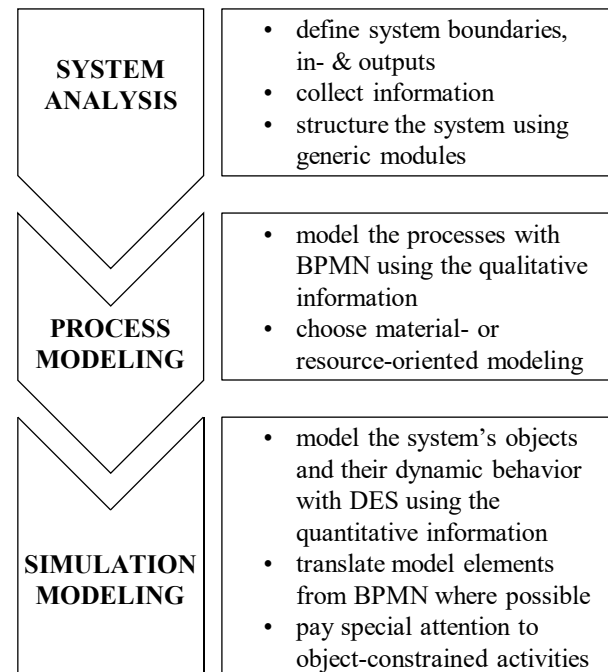 SYSTEM
ANALYSIS
• define system boundaries,
in- & outputs
• collect information
• structure the system using
generic modules
PROCESS
MODELING
• model the processes with
BPMN using the qualitative
information
• choose material- or
resource-oriented modeling
SIMULATION
MODELING
• model the system’s objects
and their dynamic behavior
with DES using the
quantitative information
• translate model elements
from BPMN where possible
• pay special attention to
object-constrained activities